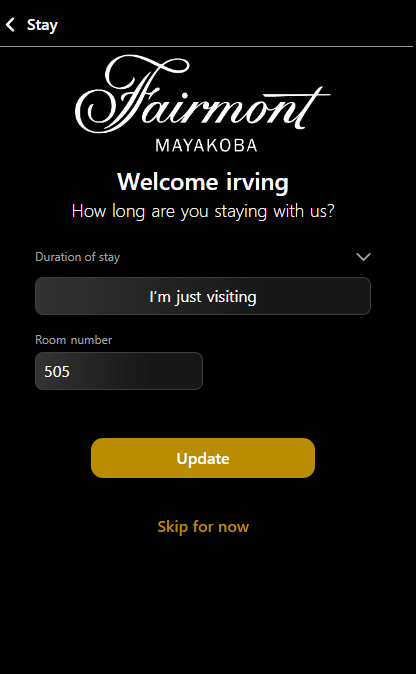 Stay
Fairmont
MAYAKOBA
Welcome irving
How long are you staying with us?
Duration of stay
I'm just visiting
Room number
505
Update
Skip for now